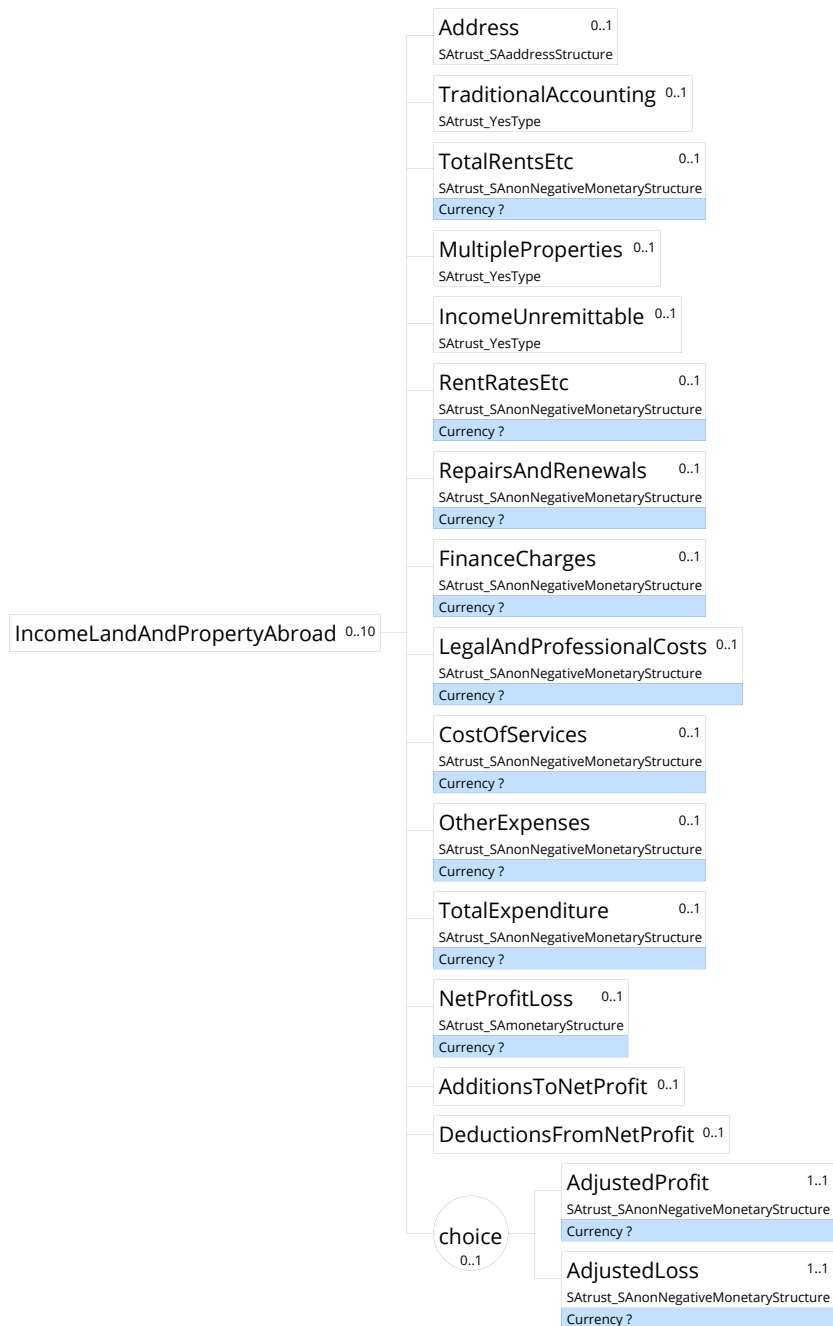 Address 0..1
SAtrust_SAaddressStructure
TraditionalAccounting 0..1
SAtrust_YesType
TotalRentsEtc 0..1
SAtrust_SAnonNegativeMonetaryStructure
Currency ?
MultipleProperties 0..1
SAtrust_YesType
IncomeUnremittable 0..1
SAtrust_YesType
RentRatesEtc 0..1
SAtrust_SAnonNegativeMonetaryStructure
Currency ?
RepairsAndRenewals 0..1
SAtrust_SAnonNegativeMonetaryStructure
Currency ?
FinanceCharges 0..1
SAtrust_SAnonNegativeMonetaryStructure
Currency ?
IncomeLandAndPropertyAbroad 0..10
LegalAndProfessionalCosts 0..1
SAtrust_SAnonNegativeMonetaryStructure
Currency ?
CostOfServices 0..1
SAtrust_SAnonNegativeMonetaryStructure
Currency ?
OtherExpenses 0..1
SAtrust_SAnonNegativeMonetaryStructure
Currency ?
TotalExpenditure 0..1
SAtrust_SAnonNegativeMonetaryStructure
Currency ?
NetProfitLoss 0..1
SAtrust_SAmonetaryStructure
Currency ?
AdditionsToNetProfit 0..1
DeductionsFromNetProfit 0..1
choice
0..1
AdjustedProfit 1..1
SAtrust_SAnonNegativeMonetaryStructure
Currency ?
AdjustedLoss 1..1
SAtrust_SAnonNegativeMonetaryStructure
Currency ?